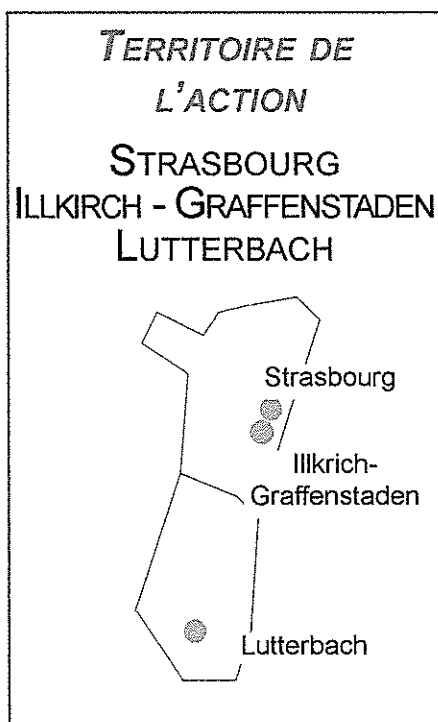 TERRITOIRE DE
L'ACTION
STRASBOURG
ILLKIRCH - GRAFFENSTADEN
LUTTERBACH
Strasbourg
Illkrich-
Graffenstaden
Lutterbach